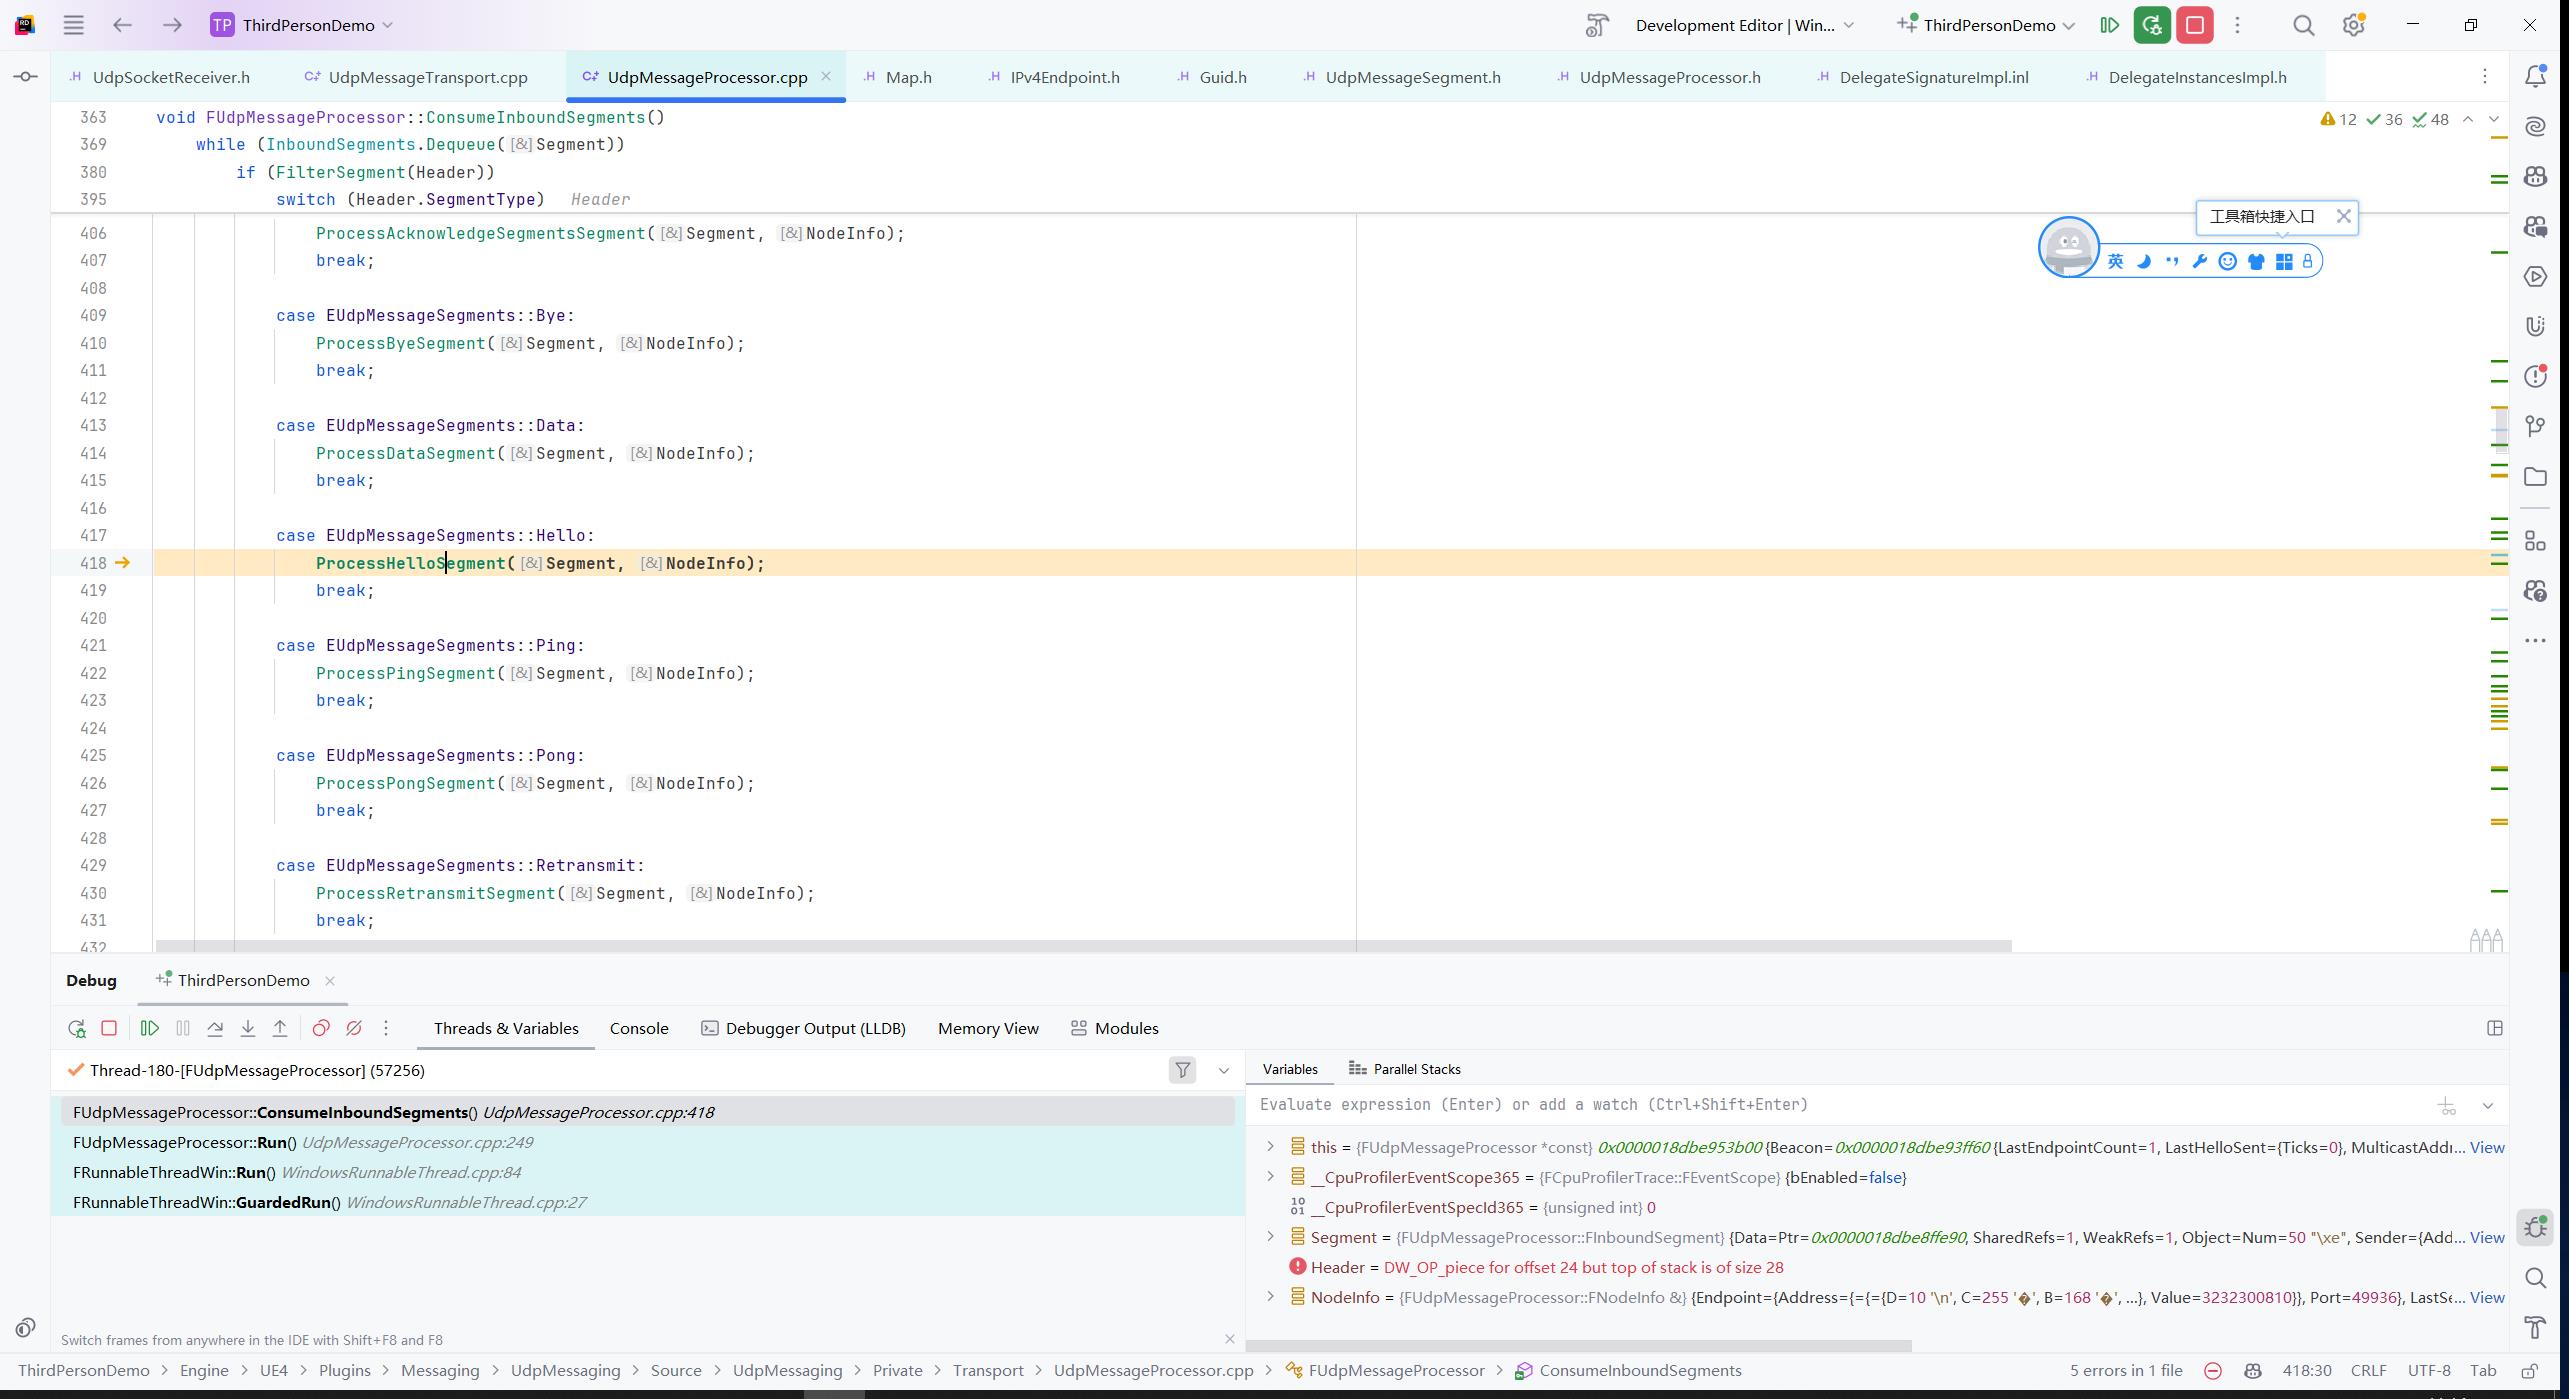 TP ThirdPersonDemo Development Editor | Win... ThirdPersonDemo
UdpSocketReceiver.h UdpMessageTransport.cpp UdpMessageProcessor.cpp Map.h IPv4Endpoint.h Guid.h UdpMessageSegment.h UdpMessageProcessor.h DelegateSignatureImpl.inl DelegateInstancesImpl.h
363 void FUdpMessageProcessor::ConsumeInboundSegments() 12 36 48
369 while (InboundSegments.Dequeue([&]Segment))
380 if (FilterSegment(Header))
395 switch (Header.SegmentType) Header
工具箱快捷入口
406 ProcessAcknowledgeSegmentsSegment([&]Segment, [&]NodeInfo);
407 break;
英
408
409 case EUdpMessageSegments::Bye:
410 ProcessByeSegment([&]Segment, [&]NodeInfo);
411 break;
412
413 case EUdpMessageSegments::Data:
414 ProcessDataSegment([&]Segment, [&]NodeInfo);
415 break;
416
417 case EUdpMessageSegments::Hello:
418 ProcessHelloSegment([&]Segment, [&]NodeInfo);
419 break;
420
421 case EUdpMessageSegments::Ping:
422 ProcessPingSegment([&]Segment, [&]NodeInfo);
423 break;
424
425 case EUdpMessageSegments::Pong:
426 ProcessPongSegment([&]Segment, [&]NodeInfo);
427 break;
428
429 case EUdpMessageSegments::Retransmit:
430 ProcessRetransmitSegment([&]Segment, [&]NodeInfo);
431 break;
432
Debug ThirdPersonDemo
Threads & Variables Console Debugger Output (LLDB) Memory View Modules
Thread-180-[FUdpMessageProcessor] (57256)
FUdpMessageProcessor::ConsumeInboundSegments() UdpMessageProcessor.cpp:418
FUdpMessageProcessor::Run() UdpMessageProcessor.cpp:249
FRunnableThreadWin::Run() WindowsRunnableThread.cpp:84
FRunnableThreadWin::GuardedRun() WindowsRunnableThread.cpp:27
Switch frames from anywhere in the IDE with Shift+F8 and F8
Variables Parallel Stacks
Evaluate expression (Enter) or add a watch (Ctrl+Shift+Enter)
this = {FUdpMessageProcessor *const} 0x0000018dbe953b00 {Beacon=0x0000018dbe93ff60 {LastEndpointCount=1, LastHelloSent={Ticks=0}, MulticastAddr... View
__CpuProfilerEventScope365 = {FCpuProfilerTrace::FEventScope} {bEnabled=false}
__CpuProfilerEventSpecId365 = {unsigned int} 0
Segment = {FUdpMessageProcessor::FInboundSegment} {Data=Ptr=0x0000018dbe8ffe90, SharedRefs=1, WeakRefs=1, Object=Num=50 "\xe", Sender={Add... View
Header = DW_OP_piece for offset 24 but top of stack is of size 28
NodeInfo = {FUdpMessageProcessor::FNodeInfo &} {Endpoint={Address={={={D=10 '\n', C=255 '�', B=168 '�', ...}, Value=3232300810}}, Port=49936}, LastSe... View
ThirdPersonDemo > Engine > UE4 > Plugins > Messaging > UdpMessaging > Source > UdpMessaging > Private > Transport > UdpMessageProcessor.cpp > FUdpMessageProcessor > ConsumeInboundSegments 5 errors in 1 file 418:30 CRLF UTF-8 Tab